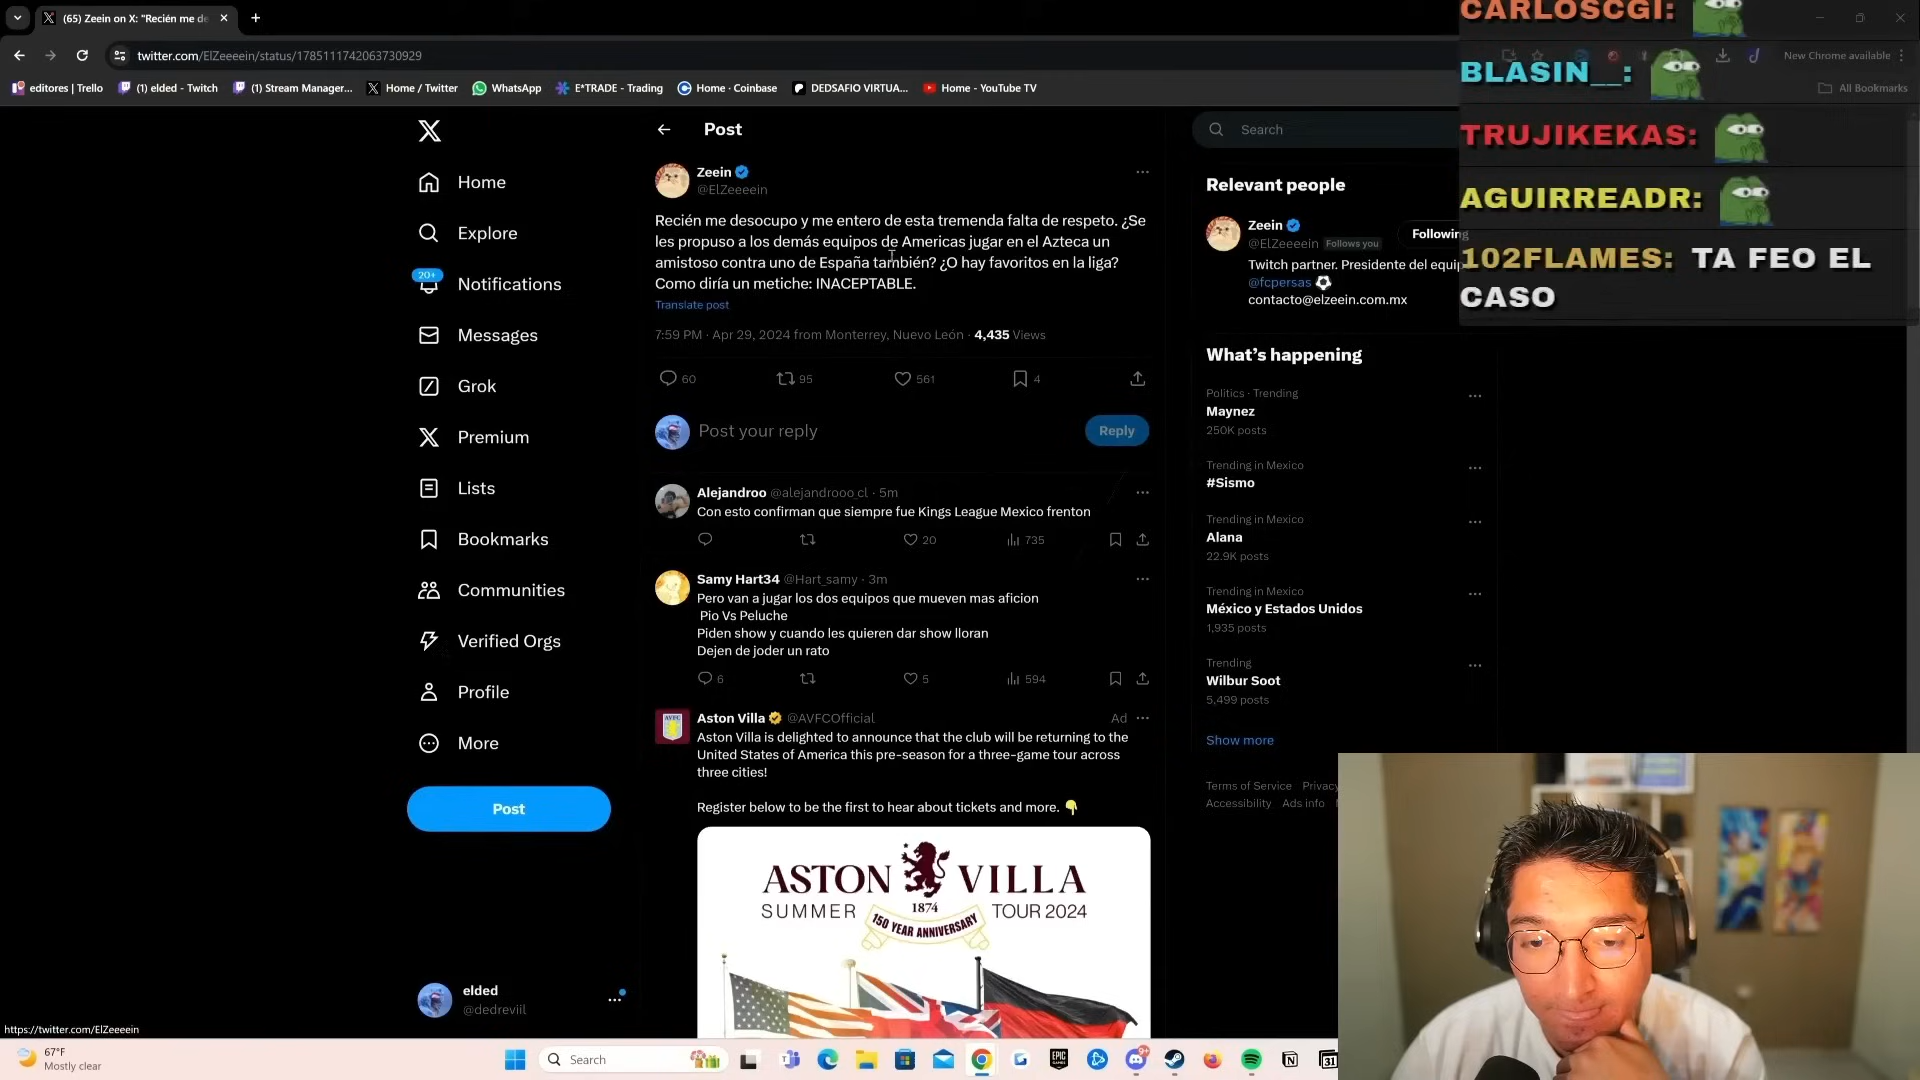 (65) Zeein on X: "Recién me de
twitter.com/ElZeeeein/status/1785111742063730929
New Chrome available
editores | Trello
(1) elded - Twitch
(1) Stream Manager...
Home / Twitter
WhatsApp
E*TRADE - Trading
Home · Coinbase
DEDSAFIO VIRTUA...
Home - YouTube TV
All Bookmarks
CARLOSCGI:
BLASIN__:
TRUJIKEKAS:
AGUIRREADR:
102FLAMES: TA FEO EL
CASO
Home
Explore
20+
Notifications
Messages
Grok
Premium
Lists
Bookmarks
Communities
Verified Orgs
Profile
More
Post
elded
@dedreviil
Post
Zeein
@ElZeeeein
Recién me desocupo y me entero de esta tremenda falta de respeto. ¿Se
les propuso a los demás equipos de Americas jugar en el Azteca un
amistoso contra uno de España también? ¿O hay favoritos en la liga?
Como diría un metiche: INACEPTABLE.
Translate post
7:59 PM · Apr 29, 2024 from Monterrey, Nuevo León · 4,435 Views
60
95
561
4
Post your reply
Reply
Alejandroo @alejandrooo_cl · 5m
Con esto confirman que siempre fue Kings League Mexico frenton
20
735
Samy Hart34 @Hart_samy · 3m
Pero van a jugar los dos equipos que mueven mas aficion
Pio Vs Peluche
Piden show y cuando les quieren dar show lloran
Dejen de joder un rato
6
5
594
Aston Villa @AVFCOfficial
Ad
Aston Villa is delighted to announce that the club will be returning to the
United States of America this pre-season for a three-game tour across
three cities!
Register below to be the first to hear about tickets and more.
ASTON VILLA
SUMMER 1874 TOUR 2024
150 YEAR ANNIVERSARY
Search
Relevant people
Zeein
@ElZeeeein Follows you
Following
Twitch partner. Presidente del equip
@fcpersas
contacto@elzeein.com.mx
What's happening
Politics · Trending
Maynez
250K posts
Trending in Mexico
#Sismo
Trending in Mexico
Alana
22.9K posts
Trending in Mexico
México y Estados Unidos
1,935 posts
Trending
Wilbur Soot
5,499 posts
Show more
Terms of Service Privacy
Accessibility Ads info
https://twitter.com/ElZeeeein
67°F
Mostly clear
Search
EPIC
GAMES
9+
31